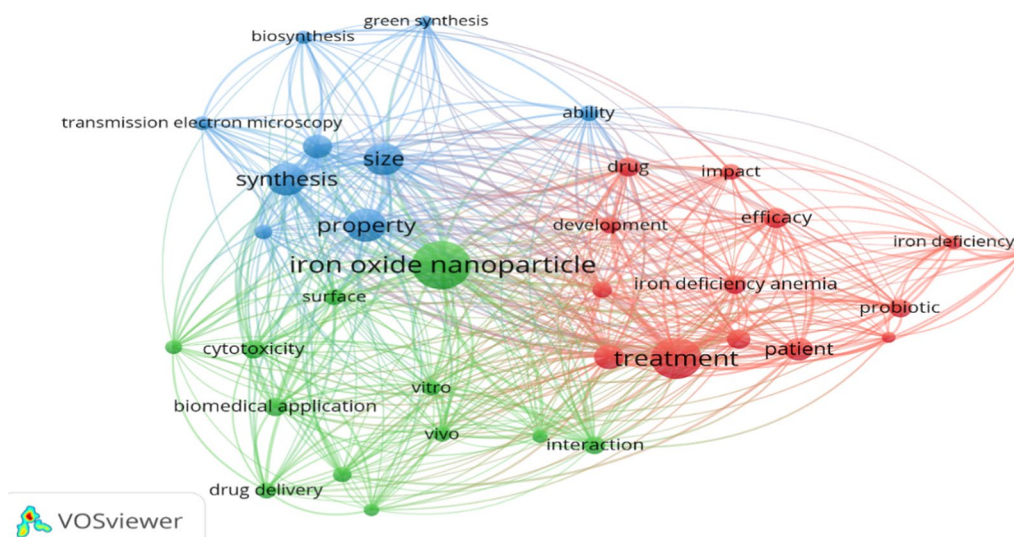 green synthesis
biosynthesis
ability
transmission electron microscopy
size
drug
impact
synthesis
property
development
efficacy
iron deficiency
iron oxide nanoparticle
iron deficiency anemia
surface
probiotic
cytotoxicity
treatment
patient
vitro
biomedical application
vivo
interaction
drug delivery
VOSviewer